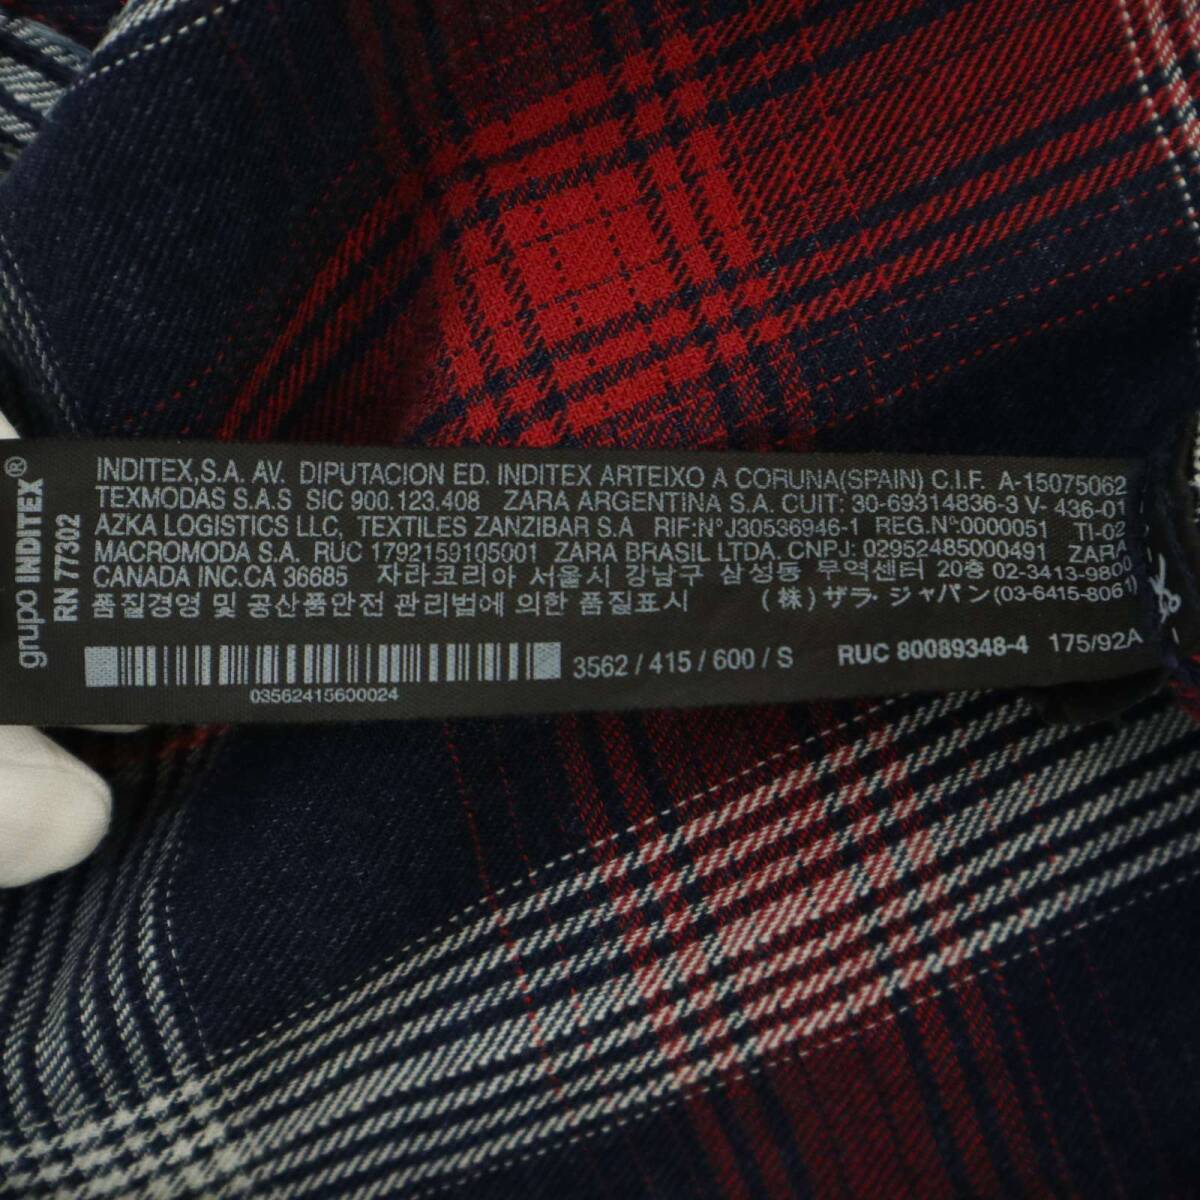 grupo INDITEX®
RN 77302
INDITEX,S.A. AV. DIPUTACION ED. INDITEX ARTEIXO A CORUNA(SPAIN) C.I.F. A-15075062
TEXMODAS S.A.S SIC 900.123.408 ZARA ARGENTINA S.A. CUIT: 30-69314836-3 V- 436-01
AZKA LOGISTICS LLC, TEXTILES ZANZIBAR S.A RIF:N°J30536946-1 REG.N°0000051 TI-02
MACROMODA S.A. RUC 1792159105001 ZARA BRASIL LTDA. CNPJ: 02952485000491 ZARA
CANADA INC.CA 36685 자라코리아 서울시 강남구 삼성동 무역센터 20층 02-3413-9800
품질경영 및 공산품안전 관리법에 의한 품질표시 (株)ザラ・ジャパン(03-6415-8061)
3562 / 415 / 600 / S RUC 80089348-4 175/92A
03562415600024